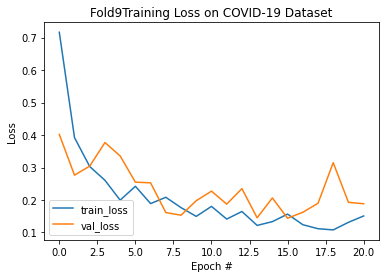 Fold9Training Loss on COVID-19 Dataset
Loss
0.7
0.6
0.5
0.4
0.3
0.2
0.1
train_loss
val_loss
0.0 2.5 5.0 7.5 10.0 12.5 15.0 17.5 20.0
Epoch #